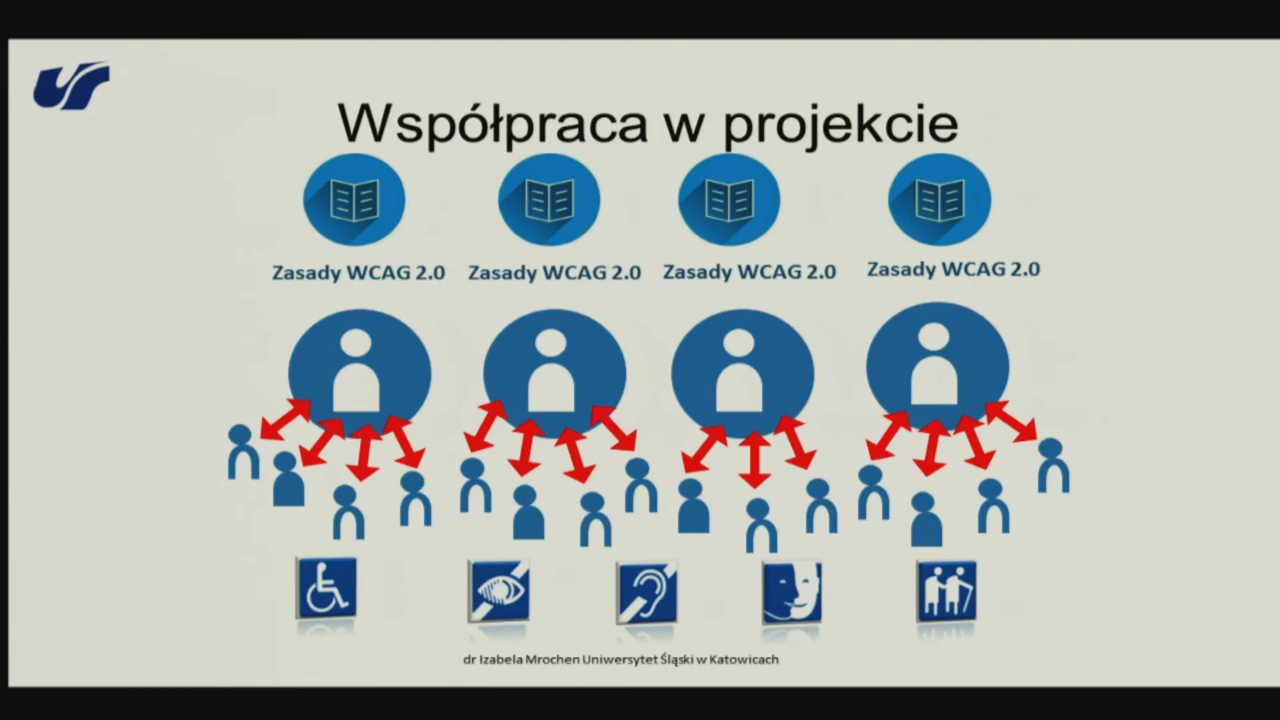 Współpraca w projekcie
Zasady WCAG 2.0 Zasady WCAG 2.0 Zasady WCAG 2.0 Zasady WCAG 2.0
dr Izabela Mrochen Uniwersytet Śląski w Katowicach